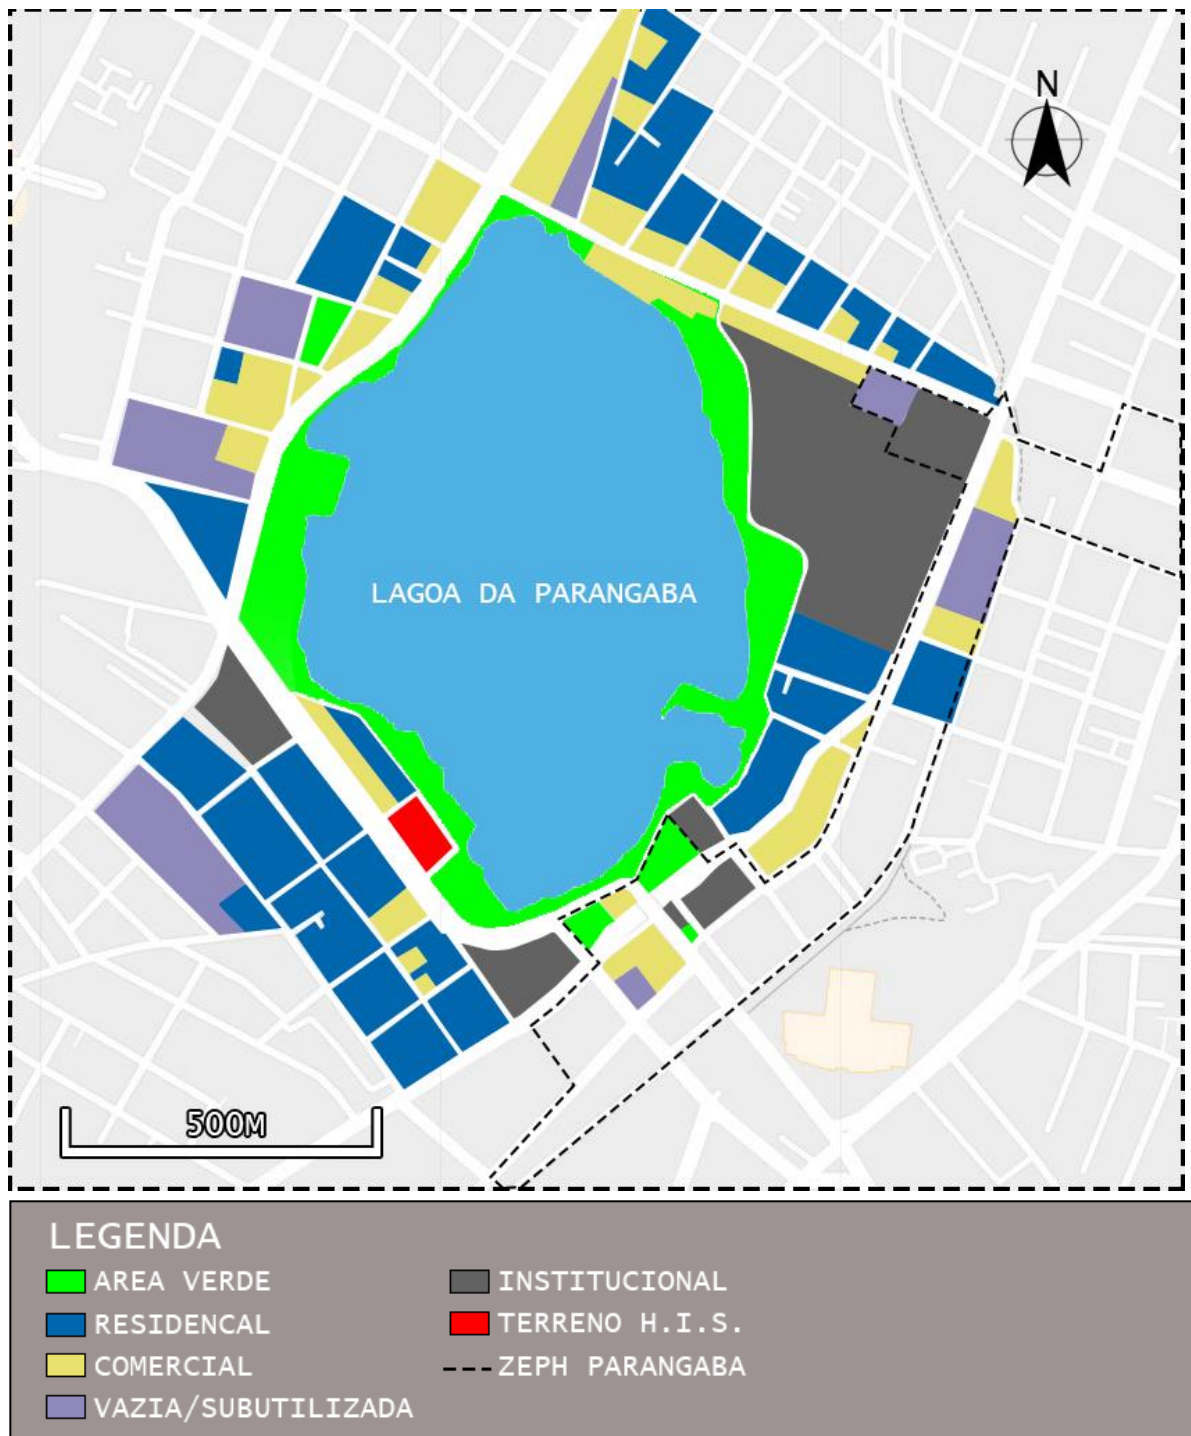 N
LAGOA DA PARANGABA
500M
LEGENDA
AREA VERDE
RESIDENCAL
COMERCIAL
VAZIA/SUBUTILIZADA
INSTITUCIONAL
TERRENO H.I.S.
ZEPH PARANGABA